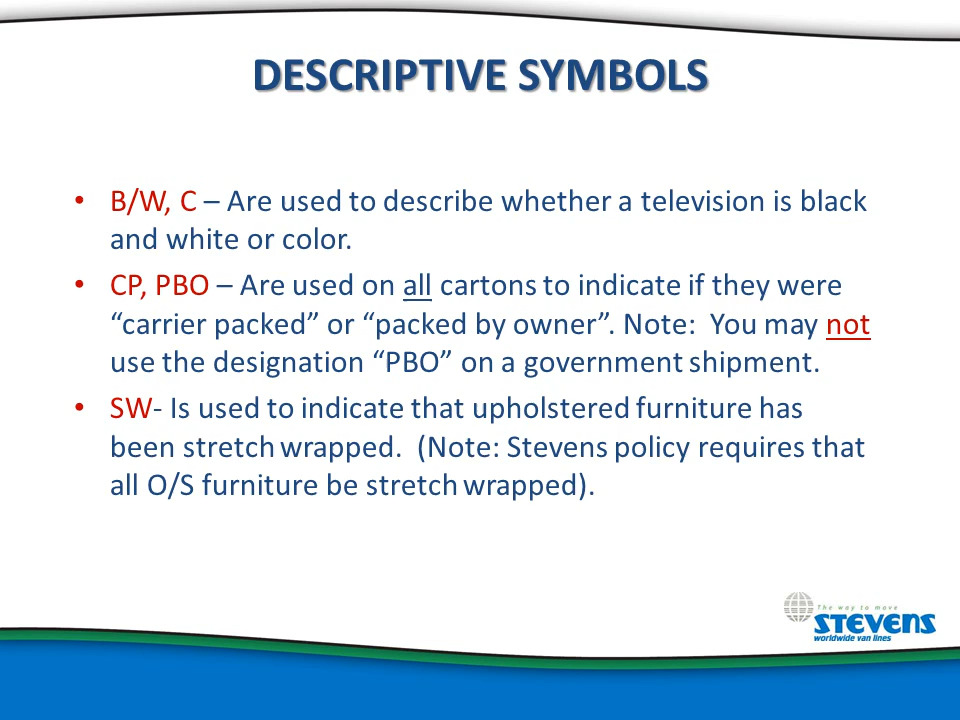 DESCRIPTIVE SYMBOLS
• B/W, C – Are used to describe whether a television is black
and white or color.
• CP, PBO – Are used on all cartons to indicate if they were
“carrier packed” or “packed by owner”. Note:  You may not
use the designation “PBO” on a government shipment.
• SW- Is used to indicate that upholstered furniture has
been stretch wrapped.  (Note: Stevens policy requires that
all O/S furniture be stretch wrapped).
The way to move
STEVENS
worldwide van lines